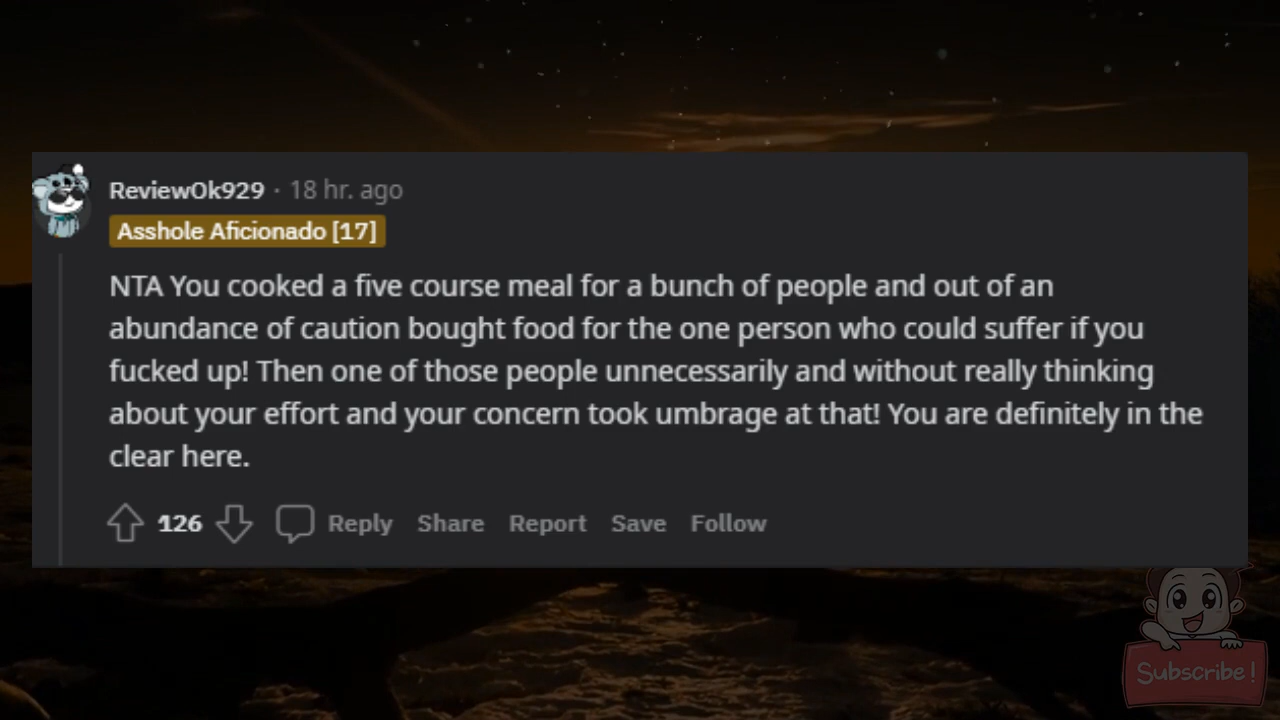 ReviewOk929 · 18 hr. ago
Asshole Aficionado [17]
NTA You cooked a five course meal for a bunch of people and out of an
abundance of caution bought food for the one person who could suffer if you
fucked up! Then one of those people unnecessarily and without really thinking
about your effort and your concern took umbrage at that! You are definitely in the
clear here.
126 Reply Share Report Save Follow
Subscribe!